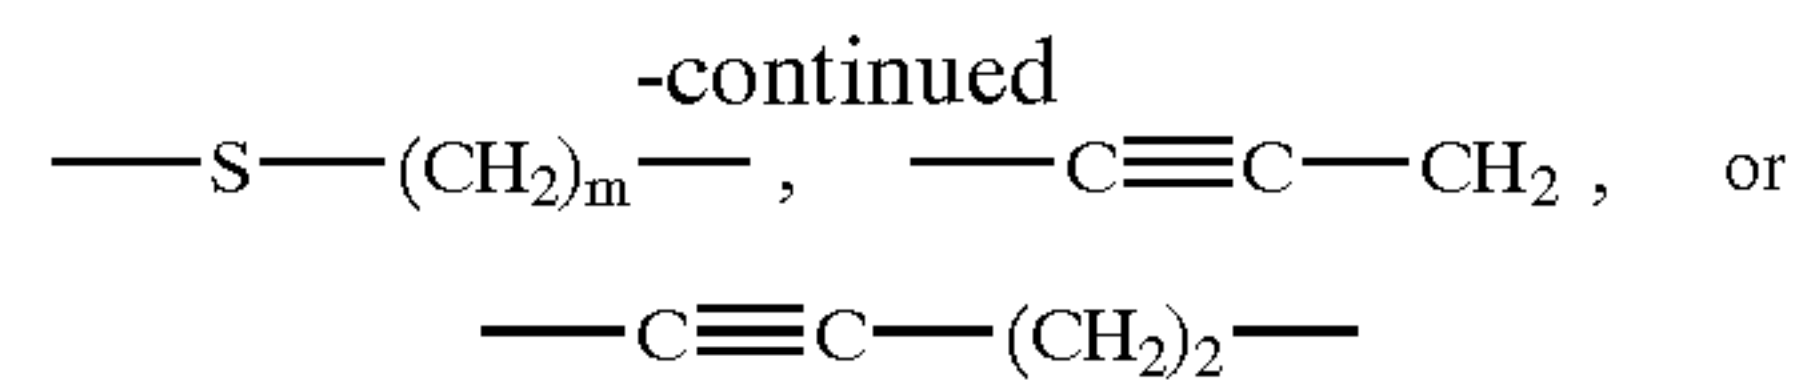 -continued
—S—(CH₂)ₘ— , —C≡C—CH₂ , or
—C≡C—(CH₂)₂—